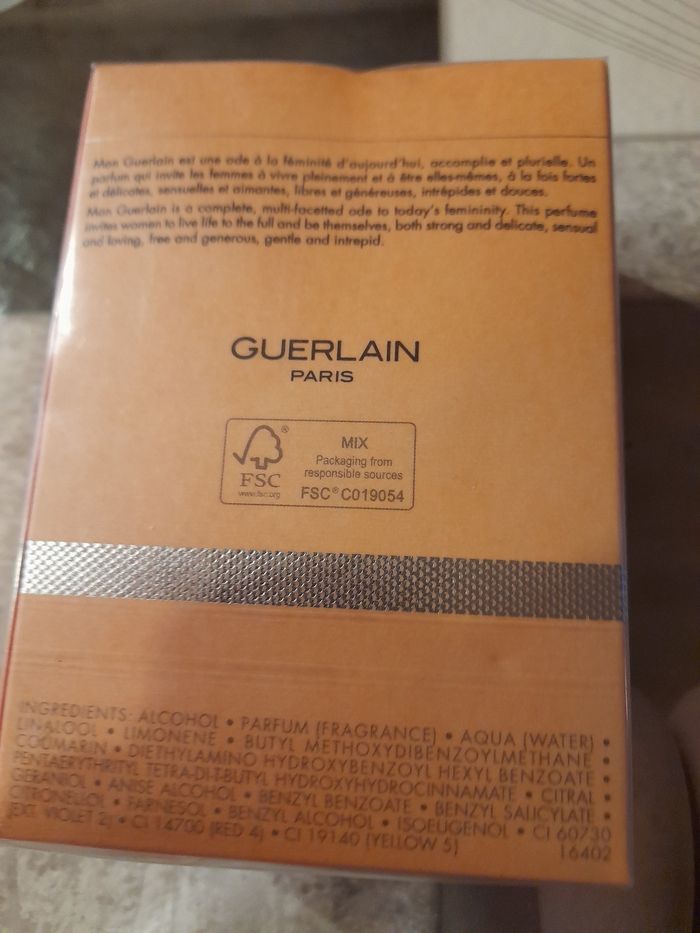 Mon Guerlain est une ode à la féminité d'aujourd'hui, accomplie et plurielle. Un
parfum qui invite les femmes à vivre pleinement et à être elles-mêmes, à la fois fortes
et délicates, sensuelles et aimantes, libres et généreuses, intrépides et douces.
Mon Guerlain is a complete, multi-facetted ode to today's femininity. This perfume
invites women to live life to the full and be themselves, both strong and delicate, sensual
and loving, free and generous, gentle and intrepid.
GUERLAIN
PARIS
®
FSC
www.fsc.org
MIX
Packaging from
responsible sources
FSC® C019054
INGREDIENTS: ALCOHOL • PARFUM (FRAGRANCE) • AQUA (WATER) •
LINALOOL • LIMONENE • BUTYL METHOXYDIBENZOYLMETHANE •
COUMARIN • DIETHYLAMINO HYDROXYBENZOYL HEXYL BENZOATE •
PENTAERYTHRITYL TETRA-DI-T-BUTYL HYDROXYHYDROCINNAMATE • CITRAL •
GERANIOL • ANISE ALCOHOL • BENZYL BENZOATE • BENZYL SALICYLATE •
CITRONELLOL • FARNESOL • BENZYL ALCOHOL • ISOEUGENOL • CI 60730
(EXT. VIOLET 2) • CI 14700 (RED 4) • CI 19140 (YELLOW 5)
16402